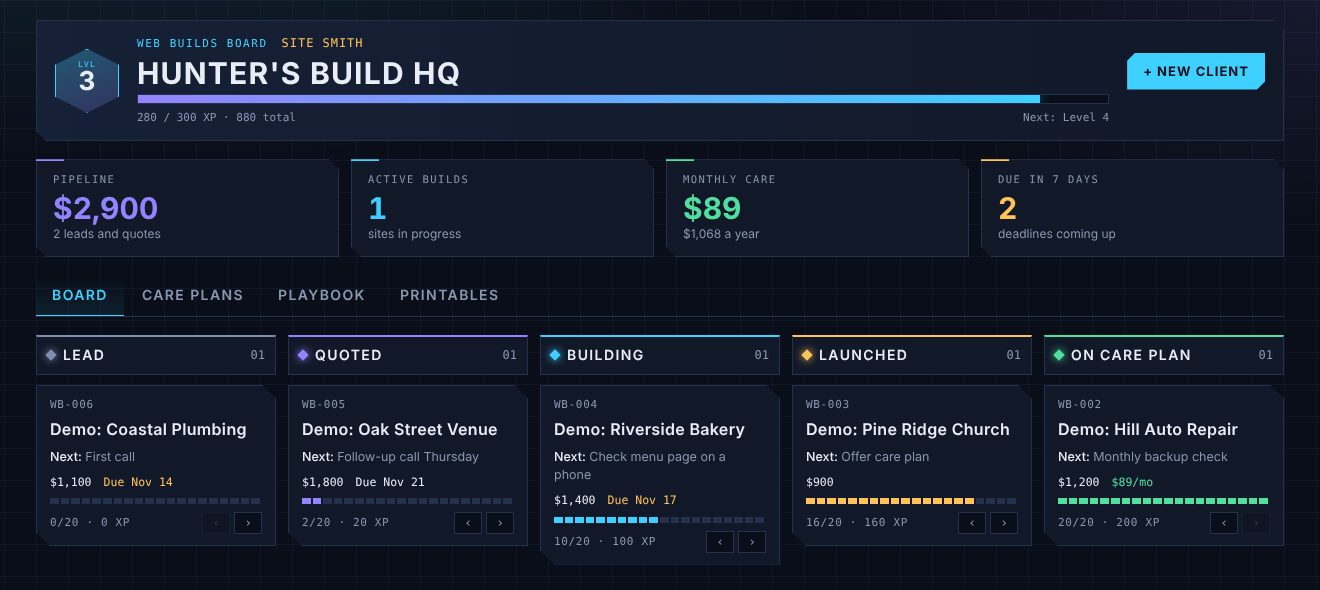 WEB BUILDS BOARD SITE SMITH
LVL
3
HUNTER'S BUILD HQ
+ NEW CLIENT
280 / 300 XP · 880 total
Next: Level 4
PIPELINE
$2,900
2 leads and quotes
ACTIVE BUILDS
1
sites in progress
MONTHLY CARE
$89
$1,068 a year
DUE IN 7 DAYS
2
deadlines coming up
BOARD
CARE PLANS
PLAYBOOK
PRINTABLES
LEAD 01
WB-006
Demo: Coastal Plumbing
Next: First call
$1,100 Due Nov 14
0/20 · 0 XP
‹ ›
QUOTED 01
WB-005
Demo: Oak Street Venue
Next: Follow-up call Thursday
$1,800 Due Nov 21
2/20 · 20 XP
‹ ›
BUILDING 01
WB-004
Demo: Riverside Bakery
Next: Check menu page on a
phone
$1,400 Due Nov 17
10/20 · 100 XP
‹ ›
LAUNCHED 01
WB-003
Demo: Pine Ridge Church
Next: Offer care plan
$900
16/20 · 160 XP
‹ ›
ON CARE PLAN 01
WB-002
Demo: Hill Auto Repair
Next: Monthly backup check
$1,200 $89/mo
20/20 · 200 XP
‹ ›